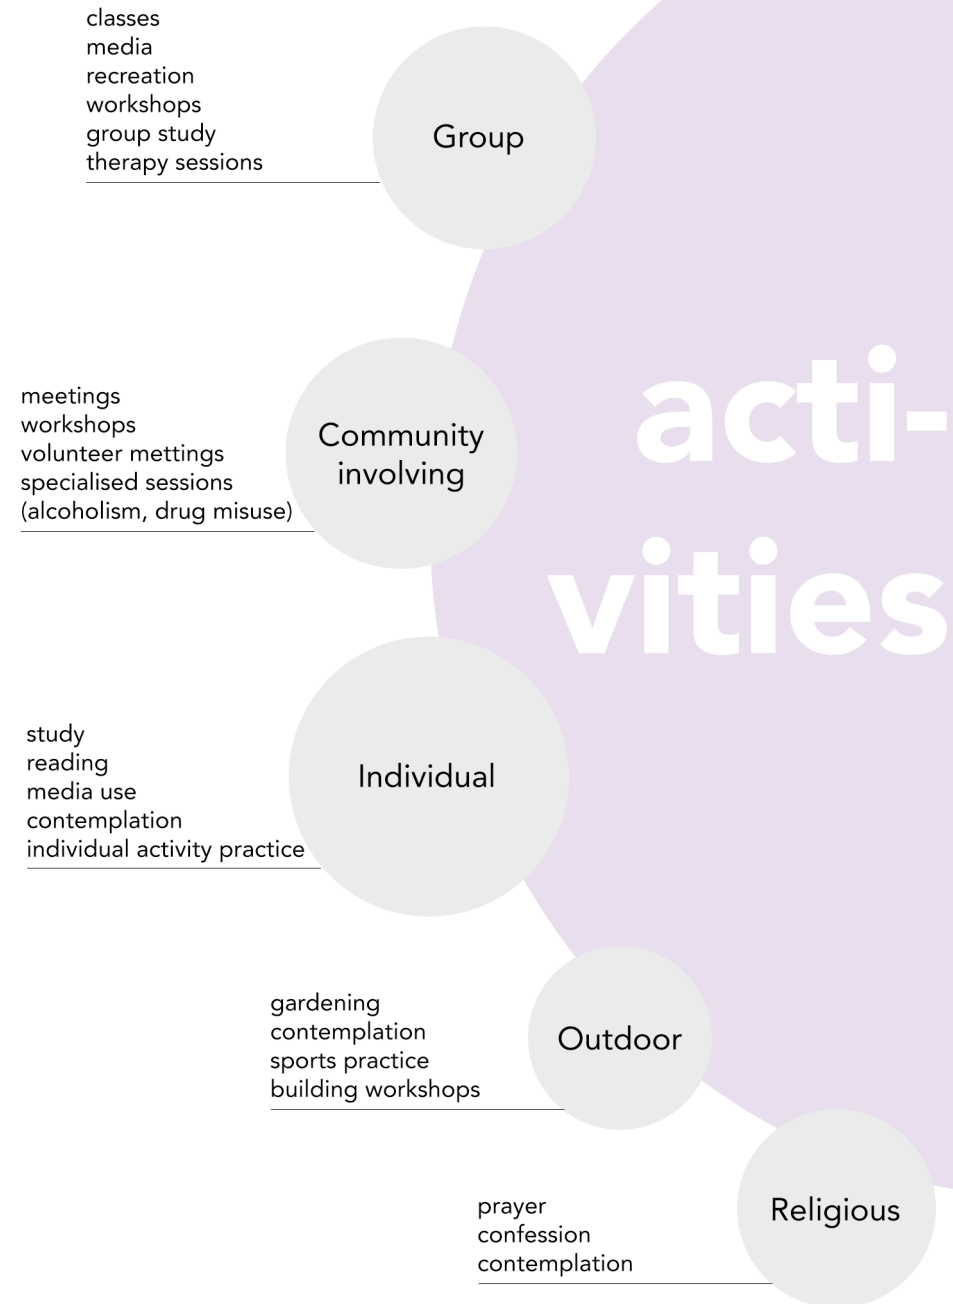 classes
media
recreation
workshops
group study
therapy sessions
Group
acti-
vities
meetings
workshops
volunteer mettings
specialised sessions
(alcoholism, drug misuse)
Community
involving
study
reading
media use
contemplation
individual activity practice
Individual
gardening
contemplation
sports practice
building workshops
Outdoor
prayer
confession
contemplation
Religious